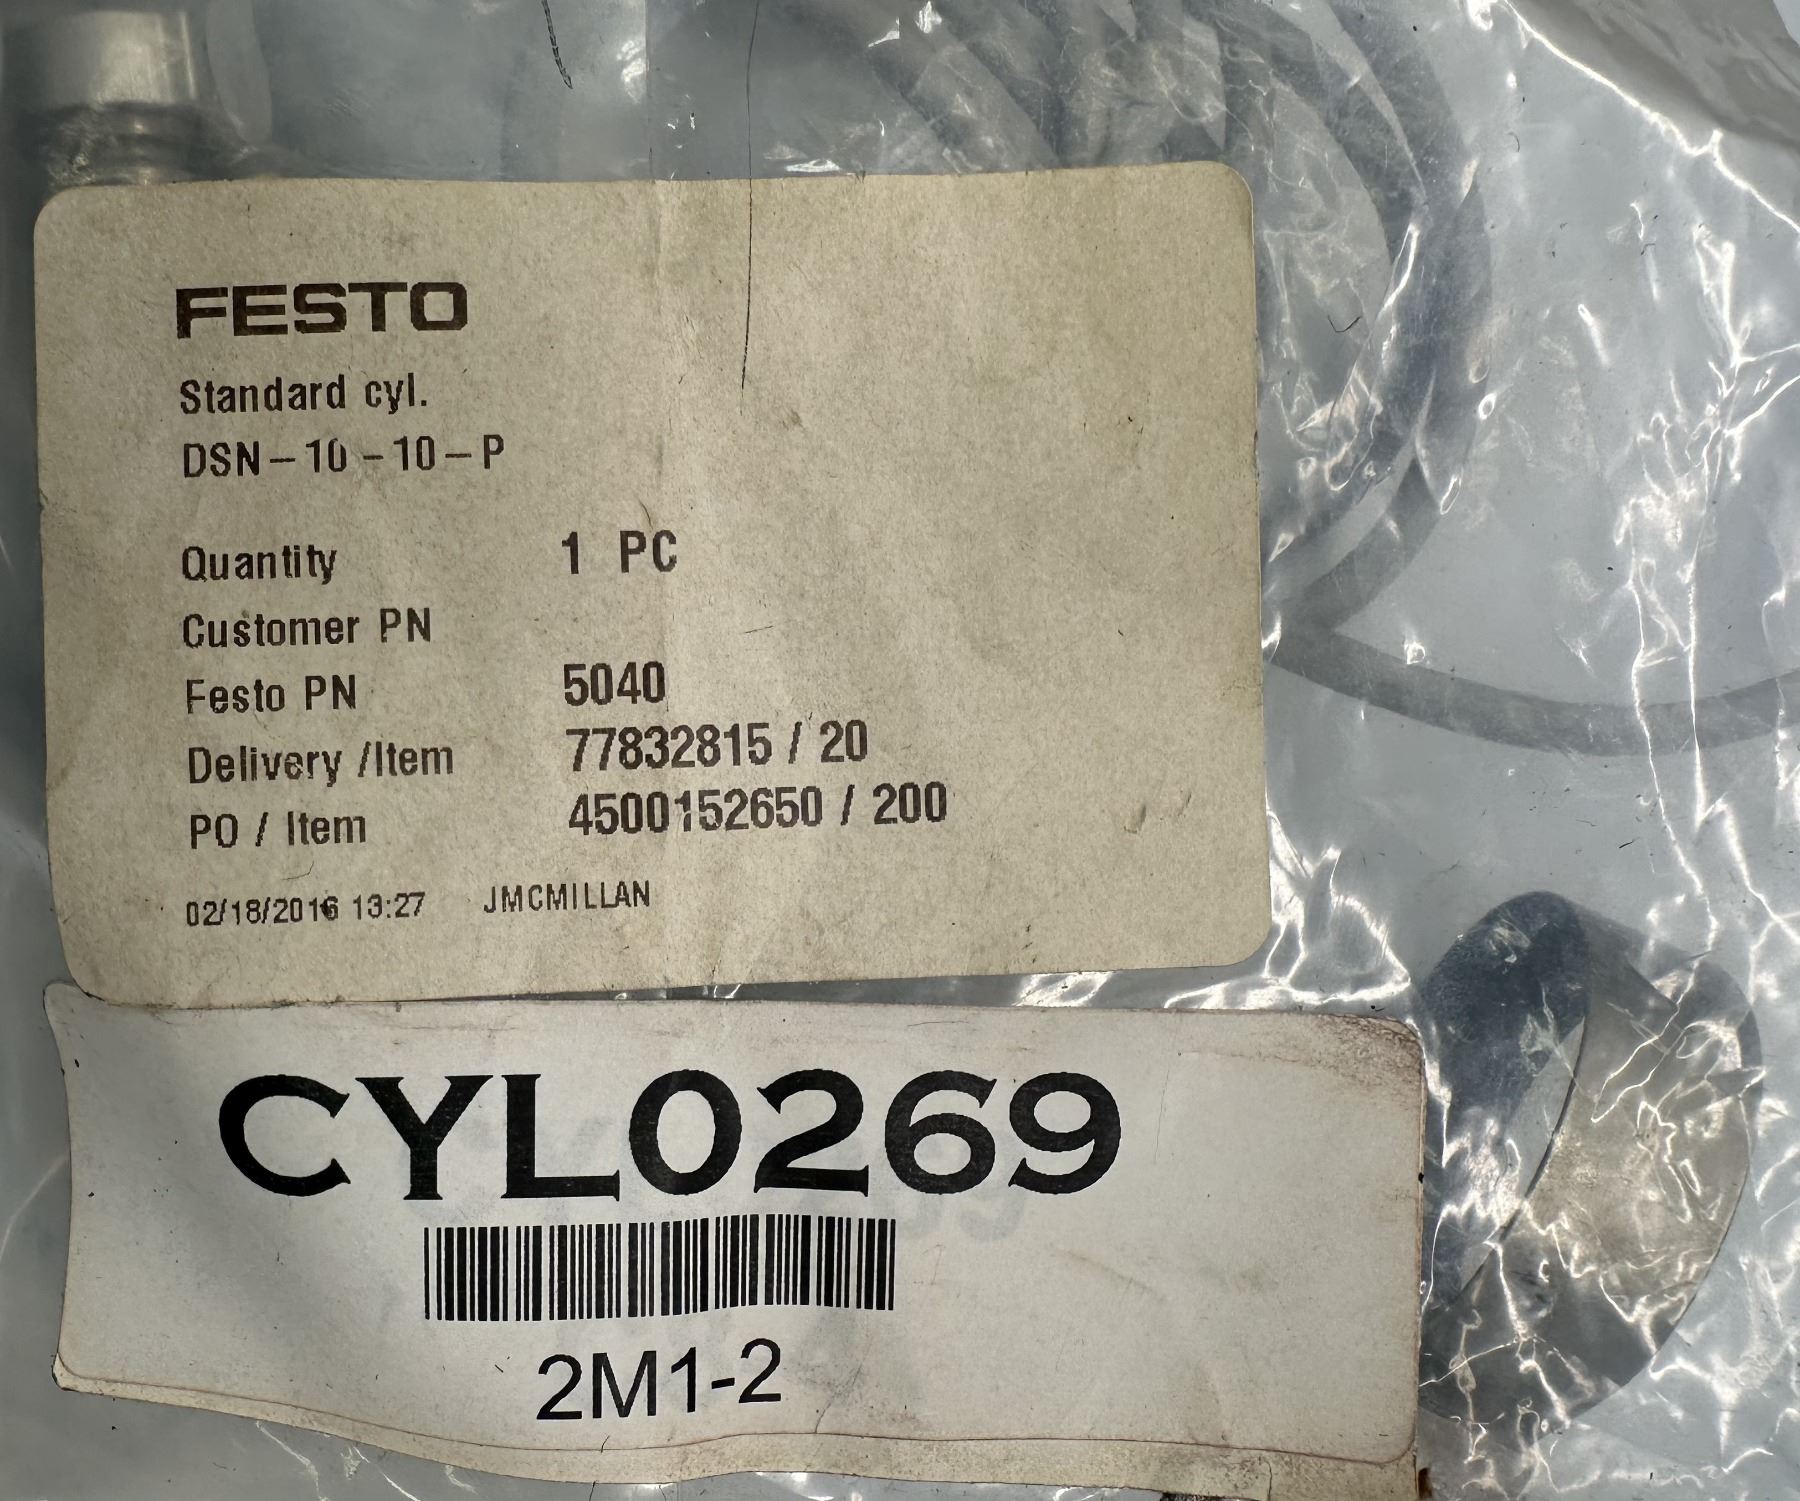 FESTO
Standard cyl.
DSN-10-10-P
Quantity 1 PC
Customer PN
Festo PN 5040
Delivery /Item 77832815 / 20
PO / Item 4500152650 / 200
02/18/2016 13:27 JMCMILLAN
CYL0269
2M1-2